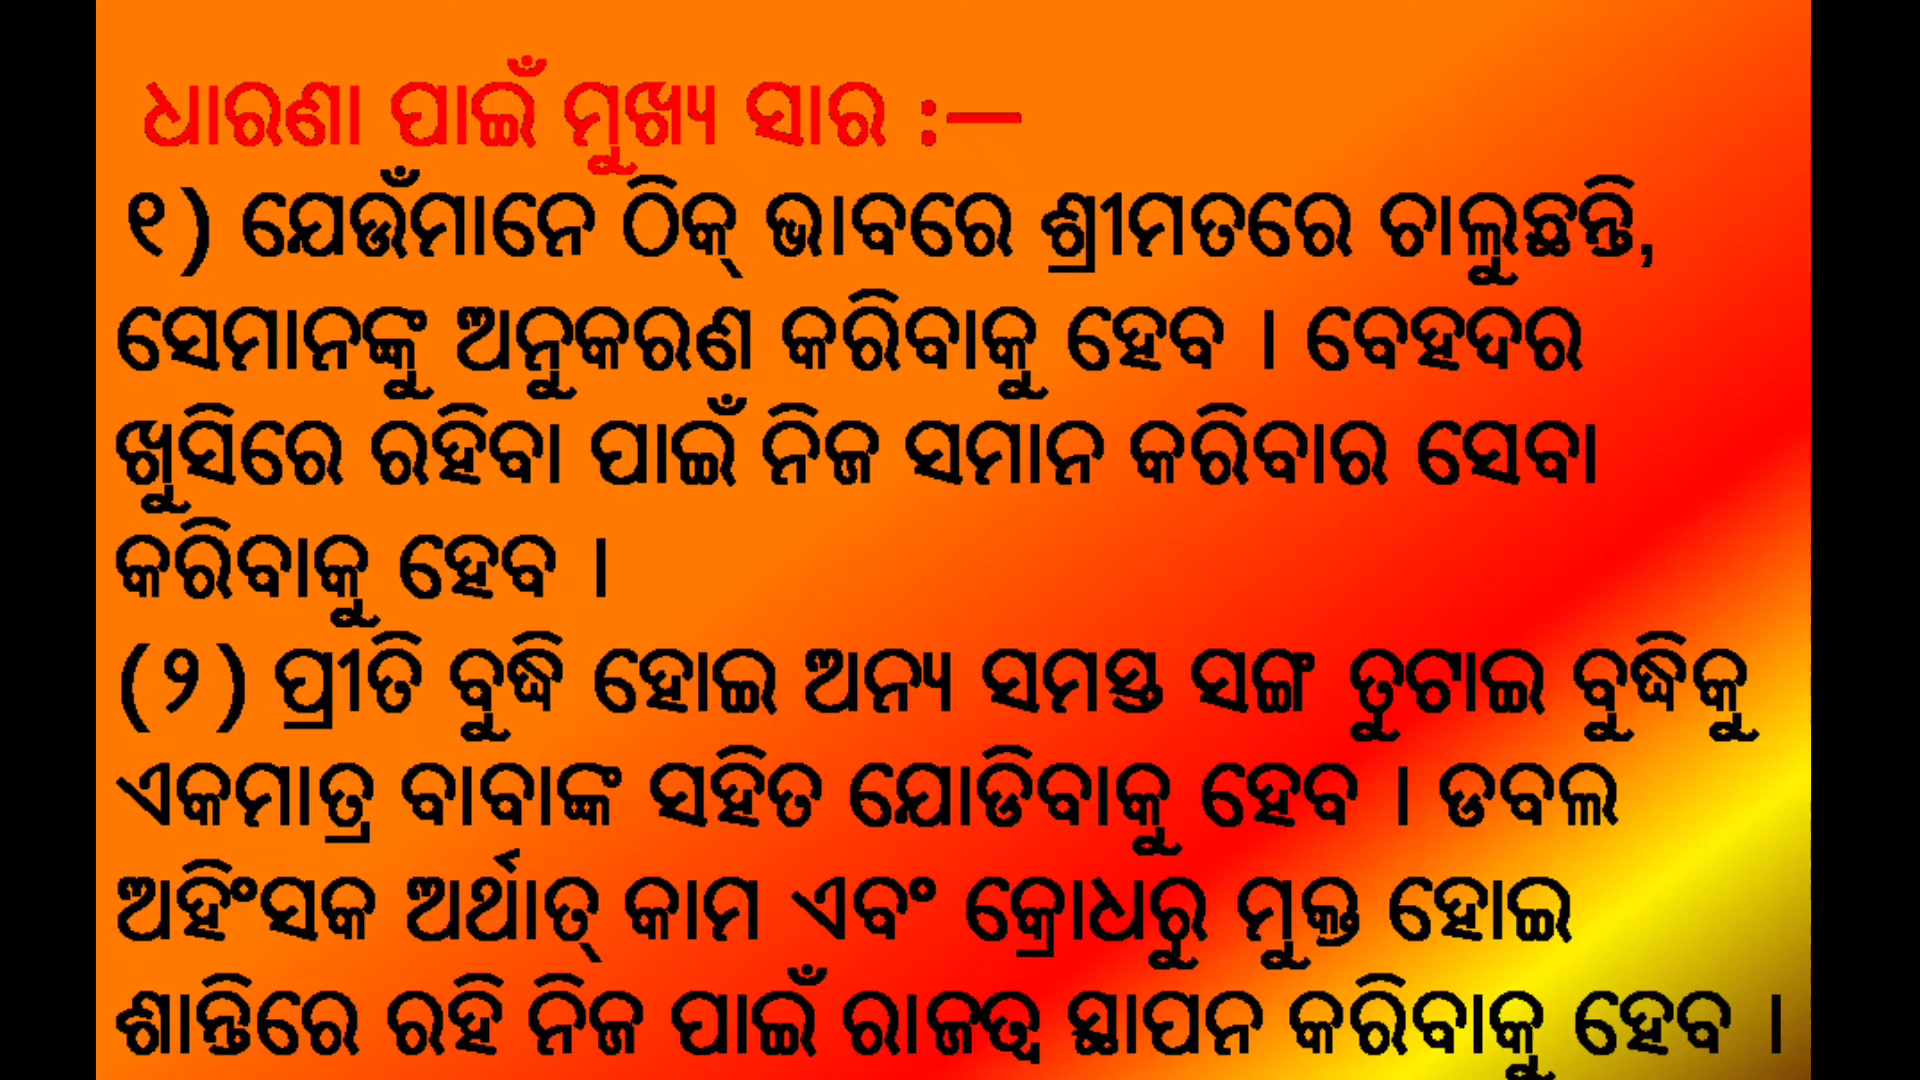 ଧାରଣା ପାଇଁ ମୁଖ୍ୟ ସାର :—
୧) ଯେଉଁମାନେ ଠିକ୍ ଭାବରେ ଶ୍ରୀମତରେ ଚାଲୁଛନ୍ତି,
ସେମାନଙ୍କୁ ଅନୁକରଣ କରିବାକୁ ହେବ । ବେହଦର
ଖୁସିରେ ରହିବା ପାଇଁ ନିଜ ସମାନ କରିବାର ସେବା
କରିବାକୁ ହେବ ।
(୨) ପ୍ରୀତି ବୁଦ୍ଧି ହୋଇ ଅନ୍ୟ ସମସ୍ତ ସଙ୍ଗ ତୁଟାଇ ବୁଦ୍ଧିକୁ
ଏକମାତ୍ର ବାବାଙ୍କ ସହିତ ଯୋଡିବାକୁ ହେବ । ଡବଲ
ଅହିଂସକ ଅର୍ଥାତ୍ କାମ ଏବଂ କ୍ରୋଧରୁ ମୁକ୍ତ ହୋଇ
ଶାନ୍ତିରେ ରହି ନିଜ ପାଇଁ ରାଜତ୍ୱ ସ୍ଥାପନ କରିବାକୁ ହେବ ।